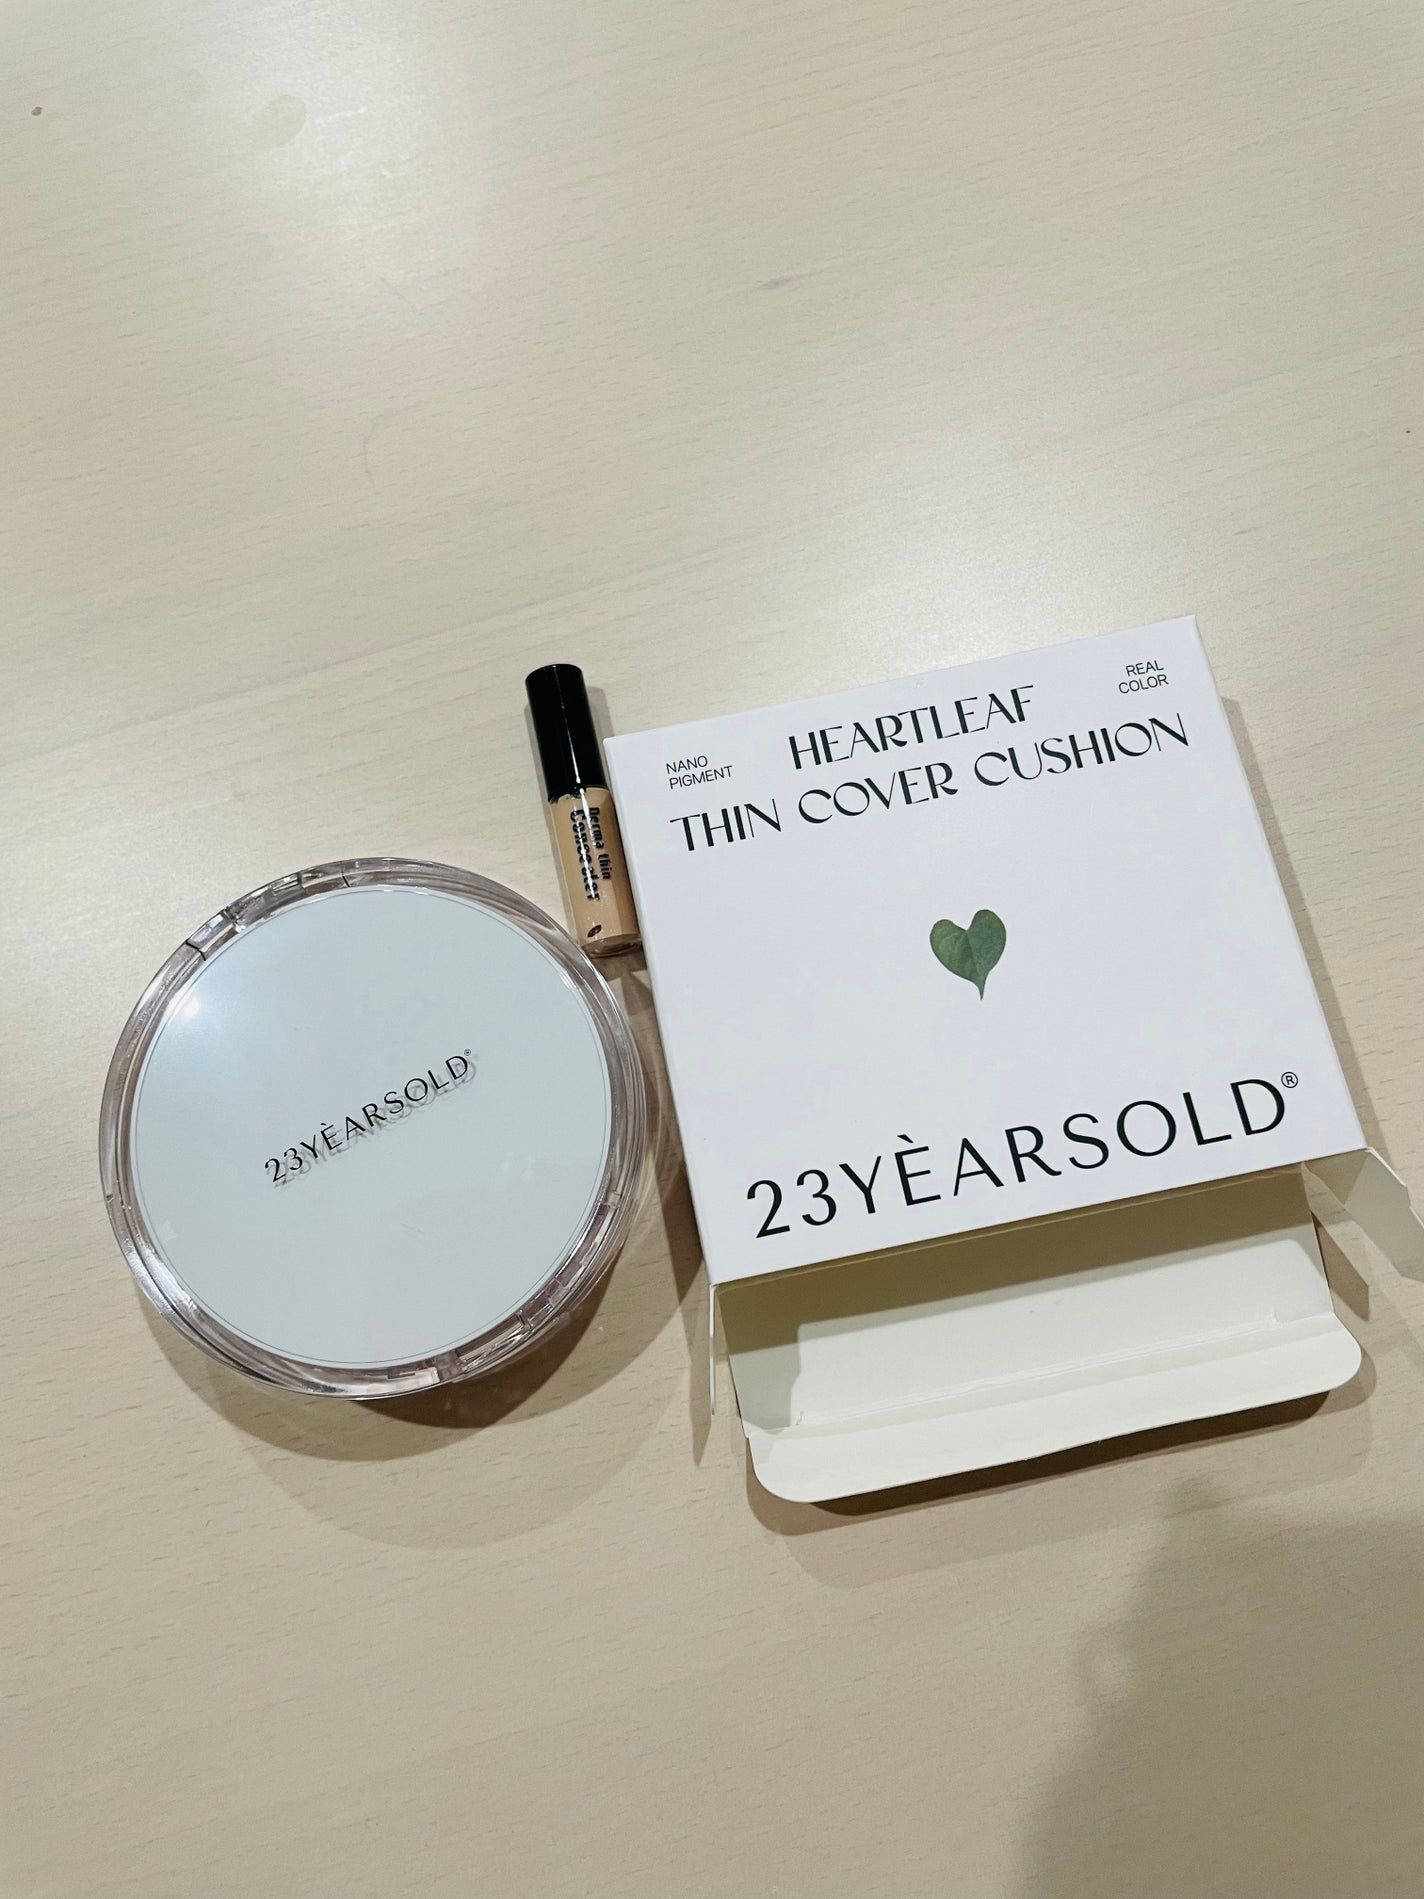 HEARTLEAF
THIN COVER CUSHION
NANO
PIGMENT
REAL
COLOR
23YÈARSOLD®
23YÈARSOLD®
Derma thin
Concealer